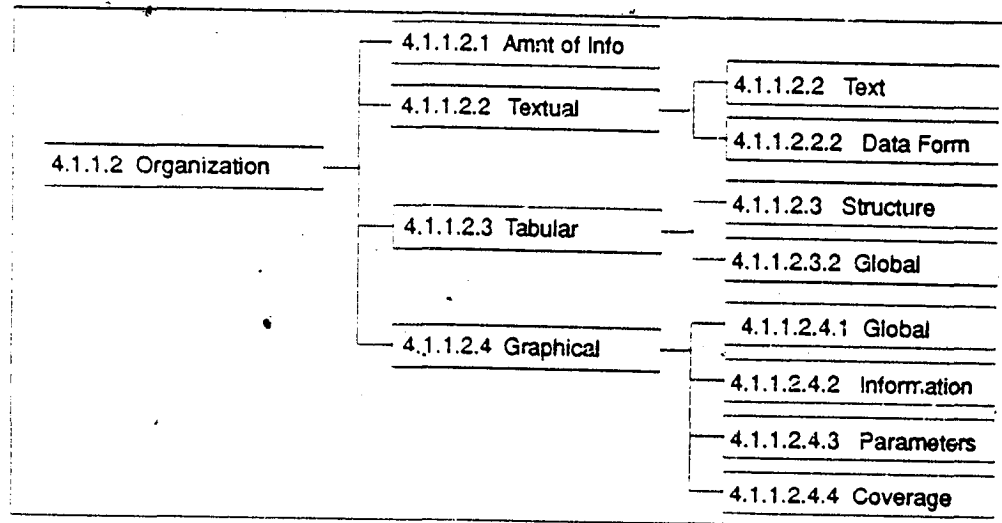 4.1.1.2 Organization
4.1.1.2.1 Amnt of Info
4.1.1.2.2 Textual
4.1.1.2.2 Text
4.1.1.2.2.2 Data Form
4.1.1.2.3 Tabular
4.1.1.2.3 Structure
4.1.1.2.3.2 Global
4.1.1.2.4 Graphical
4.1.1.2.4.1 Global
4.1.1.2.4.2 Information
4.1.1.2.4.3 Parameters
4.1.1.2.4.4 Coverage